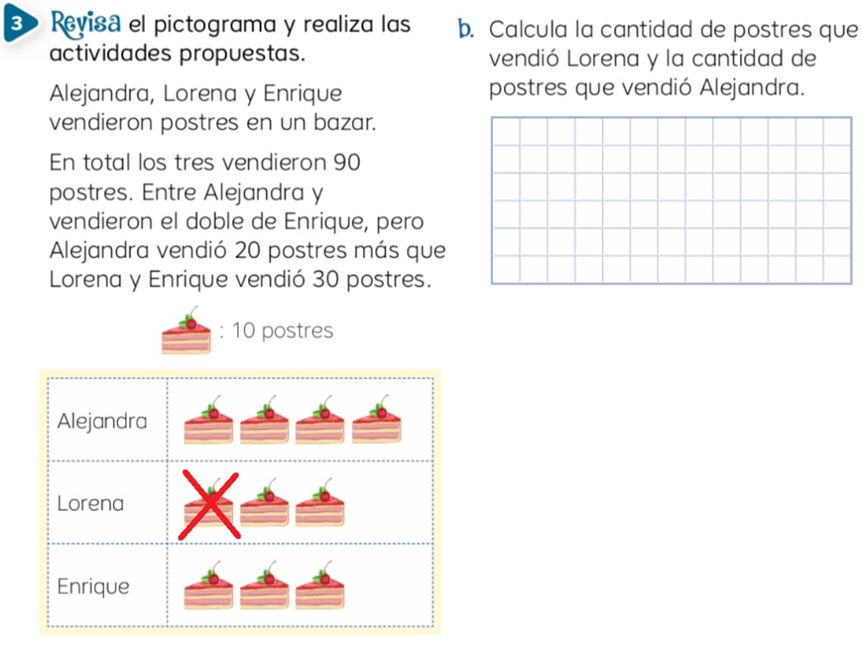 3 Revisa el pictograma y realiza las
actividades propuestas.
Alejandra, Lorena y Enrique
vendieron postres en un bazar.
En total los tres vendieron 90
postres. Entre Alejandra y
vendieron el doble de Enrique, pero
Alejandra vendió 20 postres más que
Lorena y Enrique vendió 30 postres.
: 10 postres
Alejandra
Lorena
Enrique
b. Calcula la cantidad de postres que
vendió Lorena y la cantidad de
postres que vendió Alejandra.